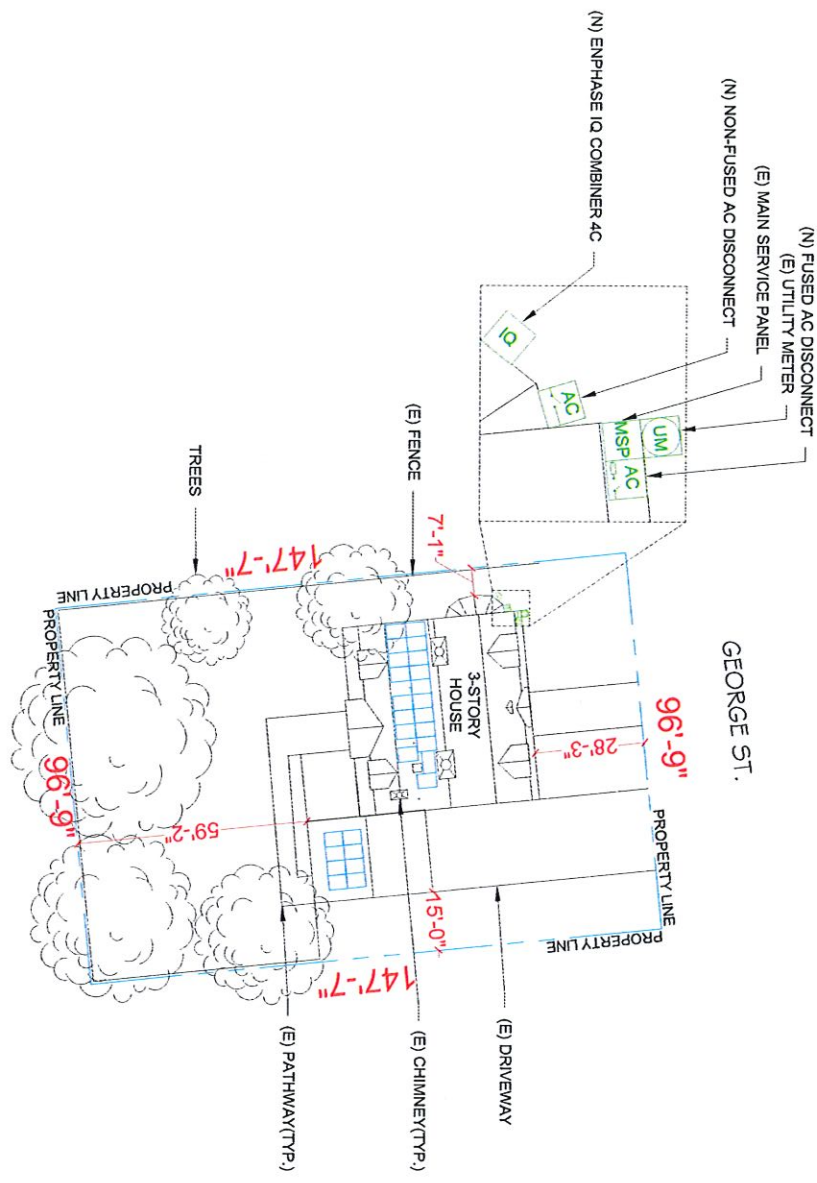 (N) FUSED AC DISCONNECT
(E) UTILITY METER
(E) MAIN SERVICE PANEL
(N) NON-FUSED AC DISCONNECT
(N) ENPHASE IQ COMBINER 4C
IQ
AC
UM
MSP
AC
GEORGE ST.
96'-9"
PROPERTY LINE
PROPERTY LINE
28'-3"
7'-1"
(E) FENCE
3-STORY
HOUSE
TREES
147'-7"
PROPERTY LINE
PROPERTY LINE
96'-9"
59'-2"
15'-0"
147'-7"
(E) DRIVEWAY
(E) CHIMNEY(TYP.)
(E) PATHWAY(TYP.)